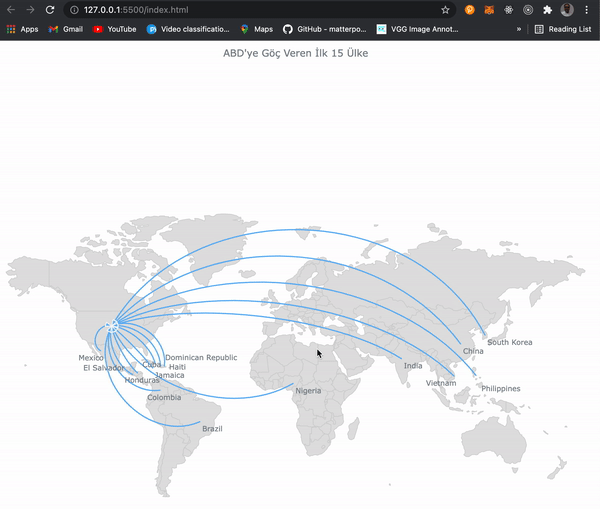 127.0.0.1:5500/index.html
Apps Gmail YouTube Video classificatio... Maps GitHub - matterpo... VGG Image Annot... » Reading List
ABD'ye Göç Veren İlk 15 Ülke
South Korea
China
Mexico Cuba Dominican Republic
El Salvador Haiti India
Jamaica
Honduras Vietnam
Philippines
Nigeria
Colombia
Brazil